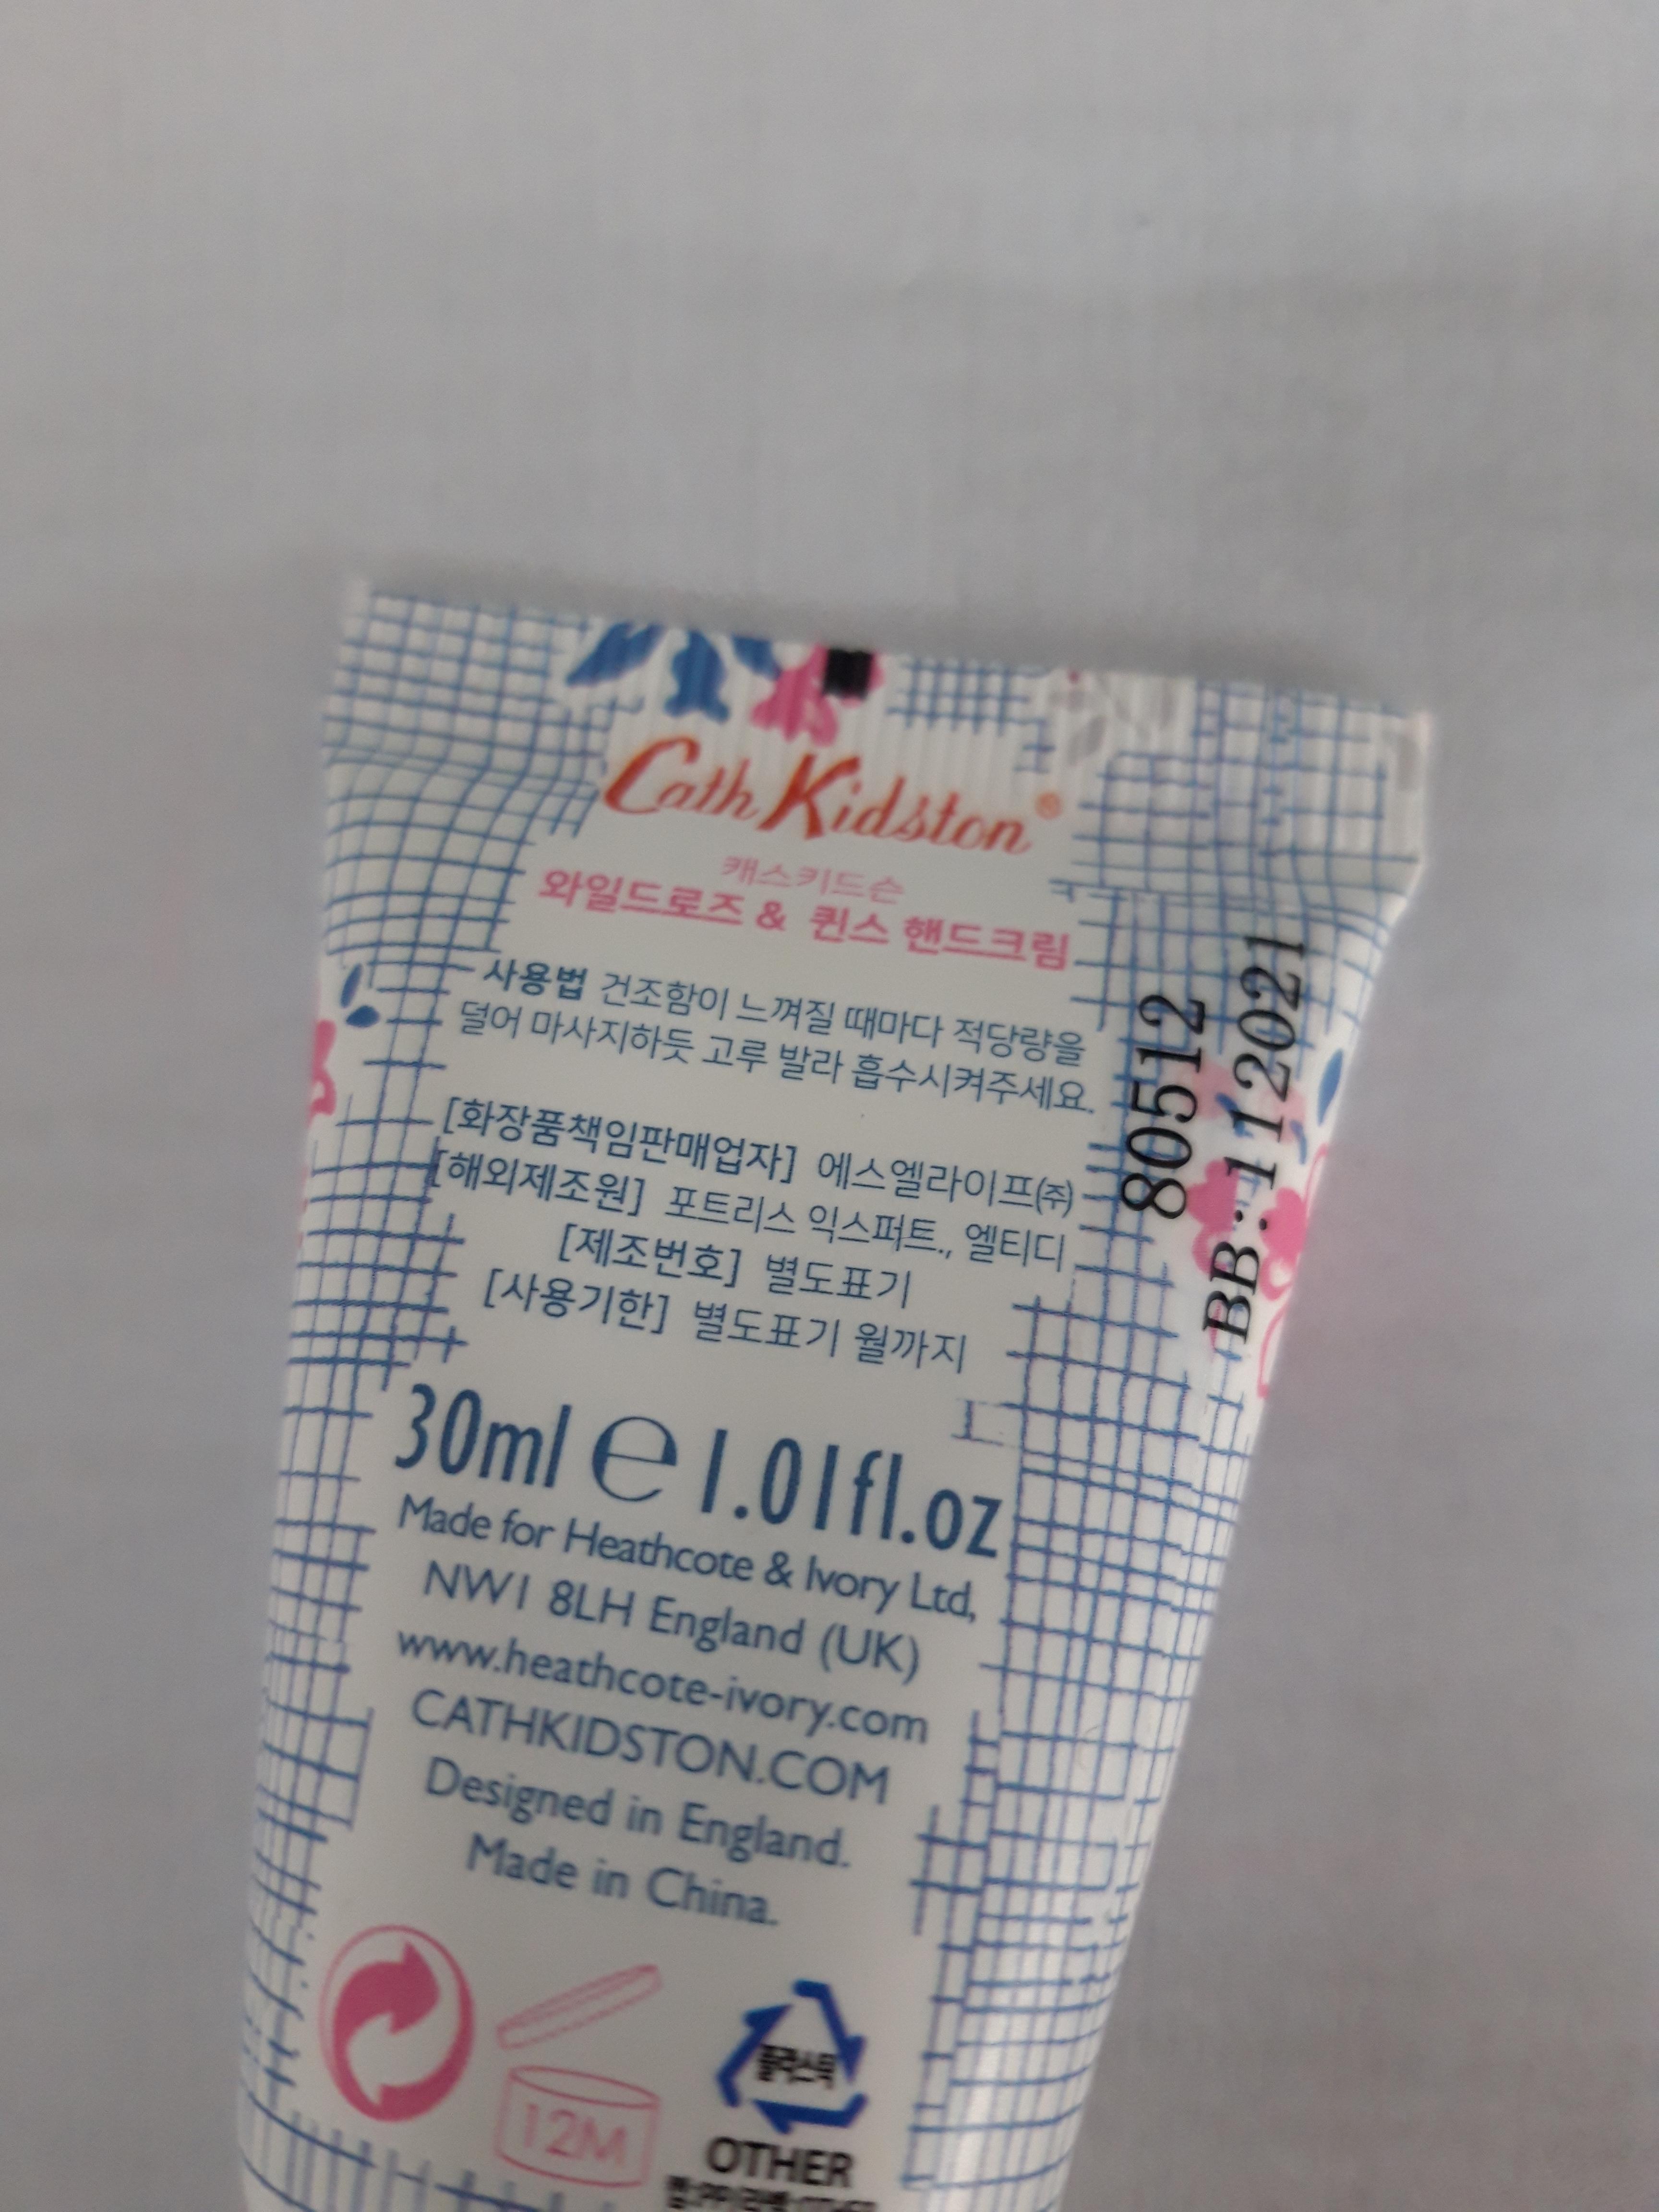 Cath Kidston®
캐스키드슨
와일드로즈 & 퀸스 핸드크림
사용법 건조함이 느껴질 때마다 적당량을
덜어 마사지하듯 고루 발라 흡수시켜주세요.
[화장품책임판매업자] 에스엘라이프(주)
[해외제조원] 포트리스 익스퍼트., 엘티디
[제조번호] 별도표기
[사용기한] 별도표기 월까지
30ml e 1.01fl.oz
Made for Heathcote & Ivory Ltd,
NW1 8LH England (UK)
www.heathcote-ivory.com
CATHKIDSTON.COM
Designed in England.
Made in China.
12M
플라스틱
OTHER
80512
BB: 112021